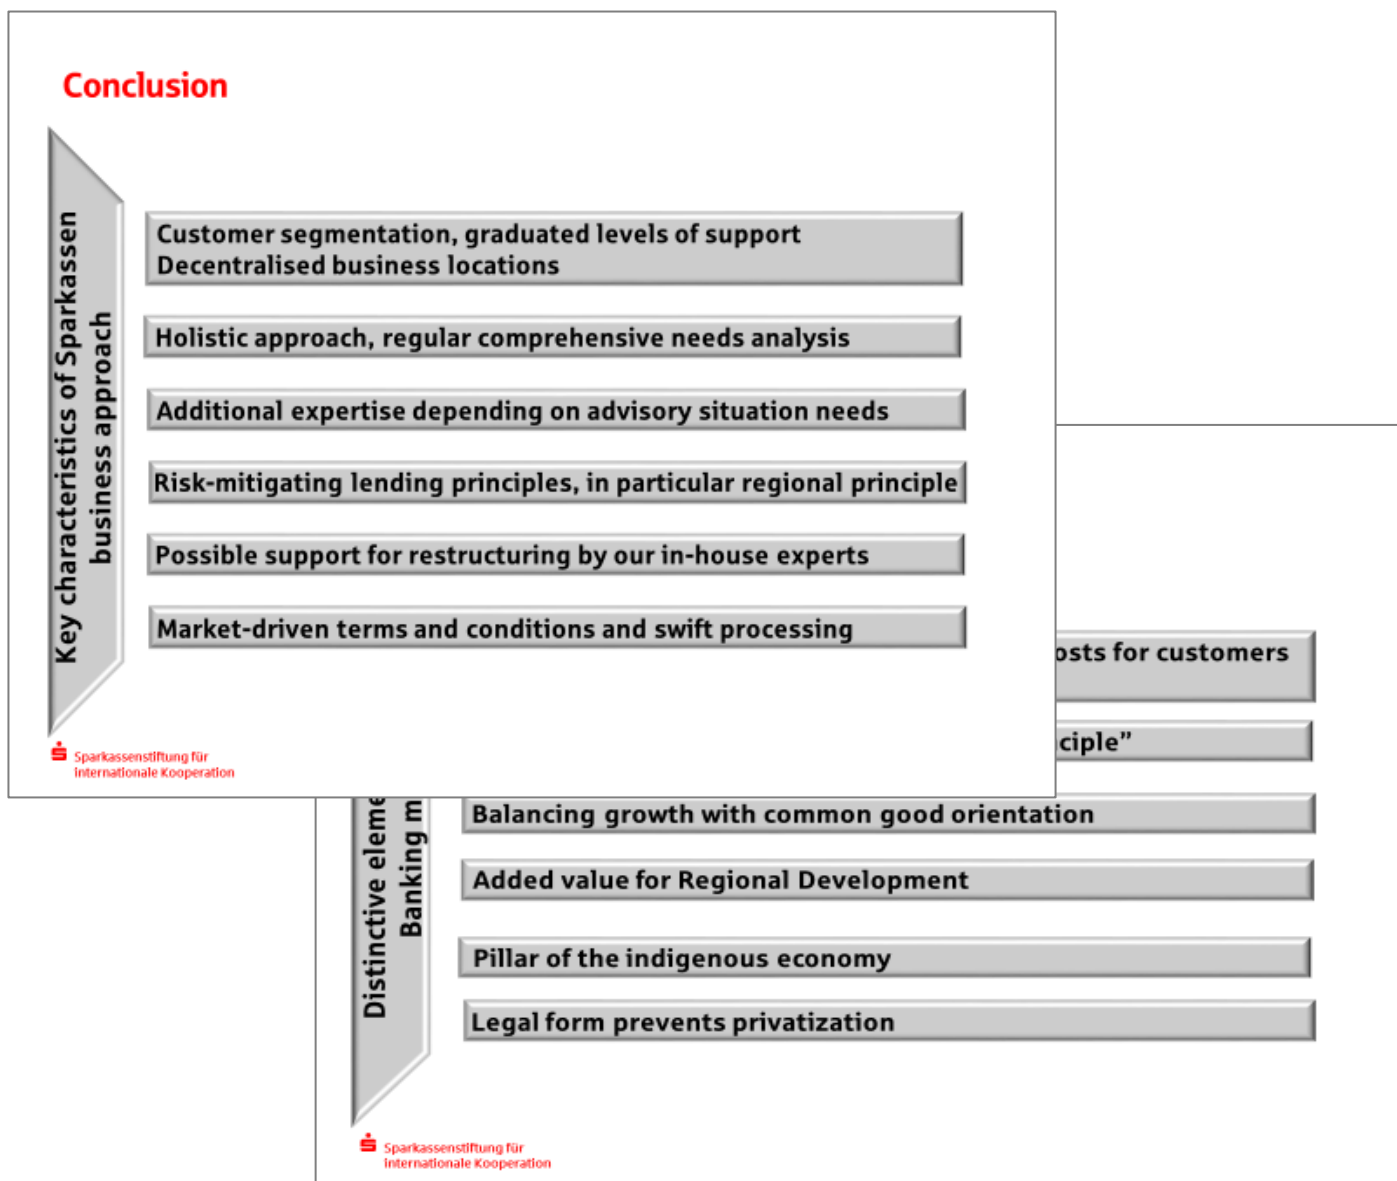 Conclusion
Key characteristics of Sparkassen
business approach
Customer segmentation, graduated levels of support
Decentralised business locations
Holistic approach, regular comprehensive needs analysis
Additional expertise depending on advisory situation needs
Risk-mitigating lending principles, in particular regional principle
Possible support for restructuring by our in-house experts
Market-driven terms and conditions and swift processing
Sparkassenstiftung für
internationale Kooperation
for customers
Distinctive
Banking
Balancing growth with common good orientation
Added value for Regional Development
Pillar of the indigenous economy
Legal form prevents privatization
Sparkassenstiftung für
internationale Kooperation